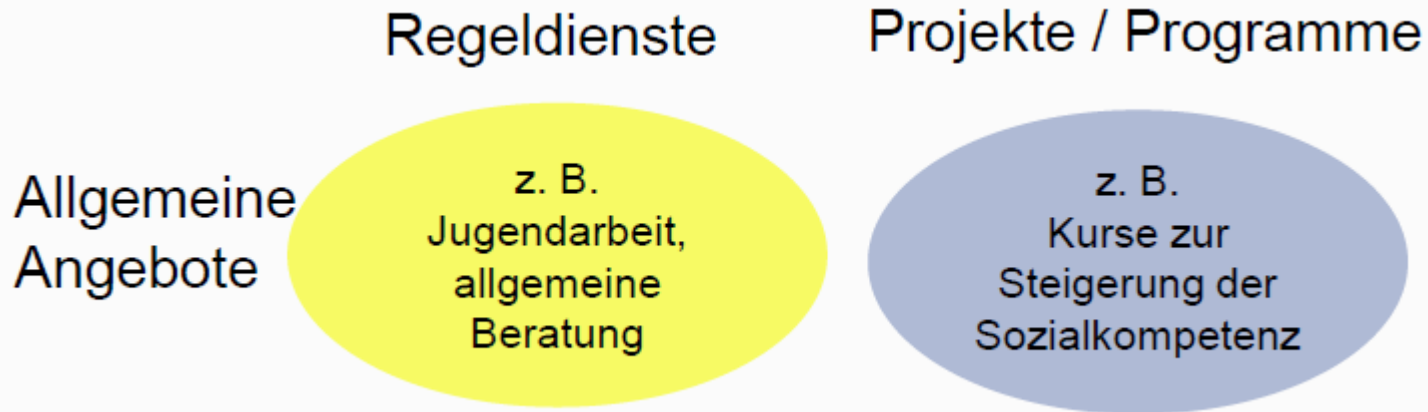 Regeldienste
Projekte / Programme
Allgemeine
Angebote
z. B.
Jugendarbeit,
allgemeine
Beratung
z. B.
Kurse zur
Steigerung der
Sozialkompetenz